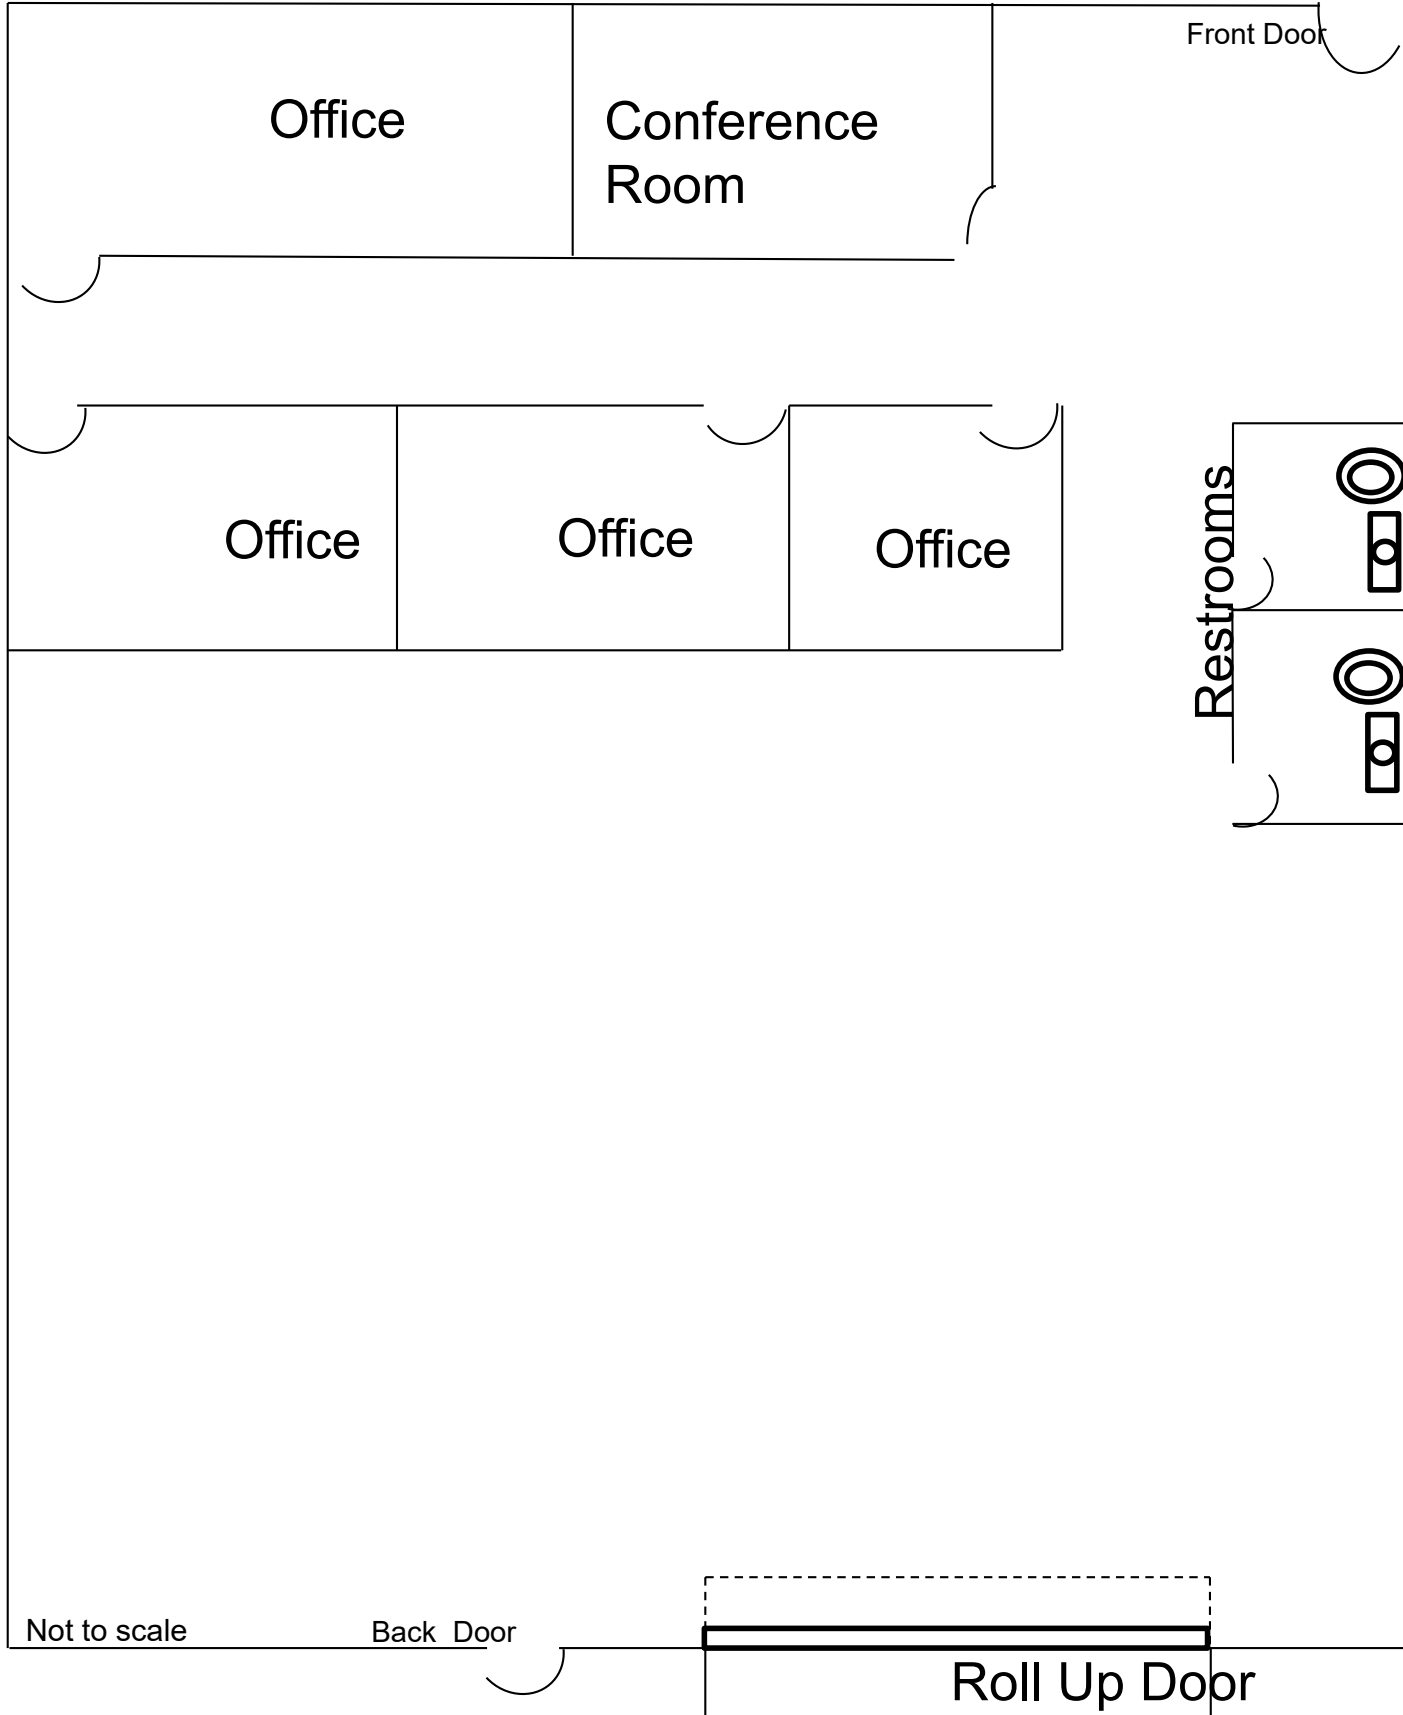 Front Door
Office
Conference
Room
Office
Office
Office
Restrooms
Not to scale
Back Door
Roll Up Door